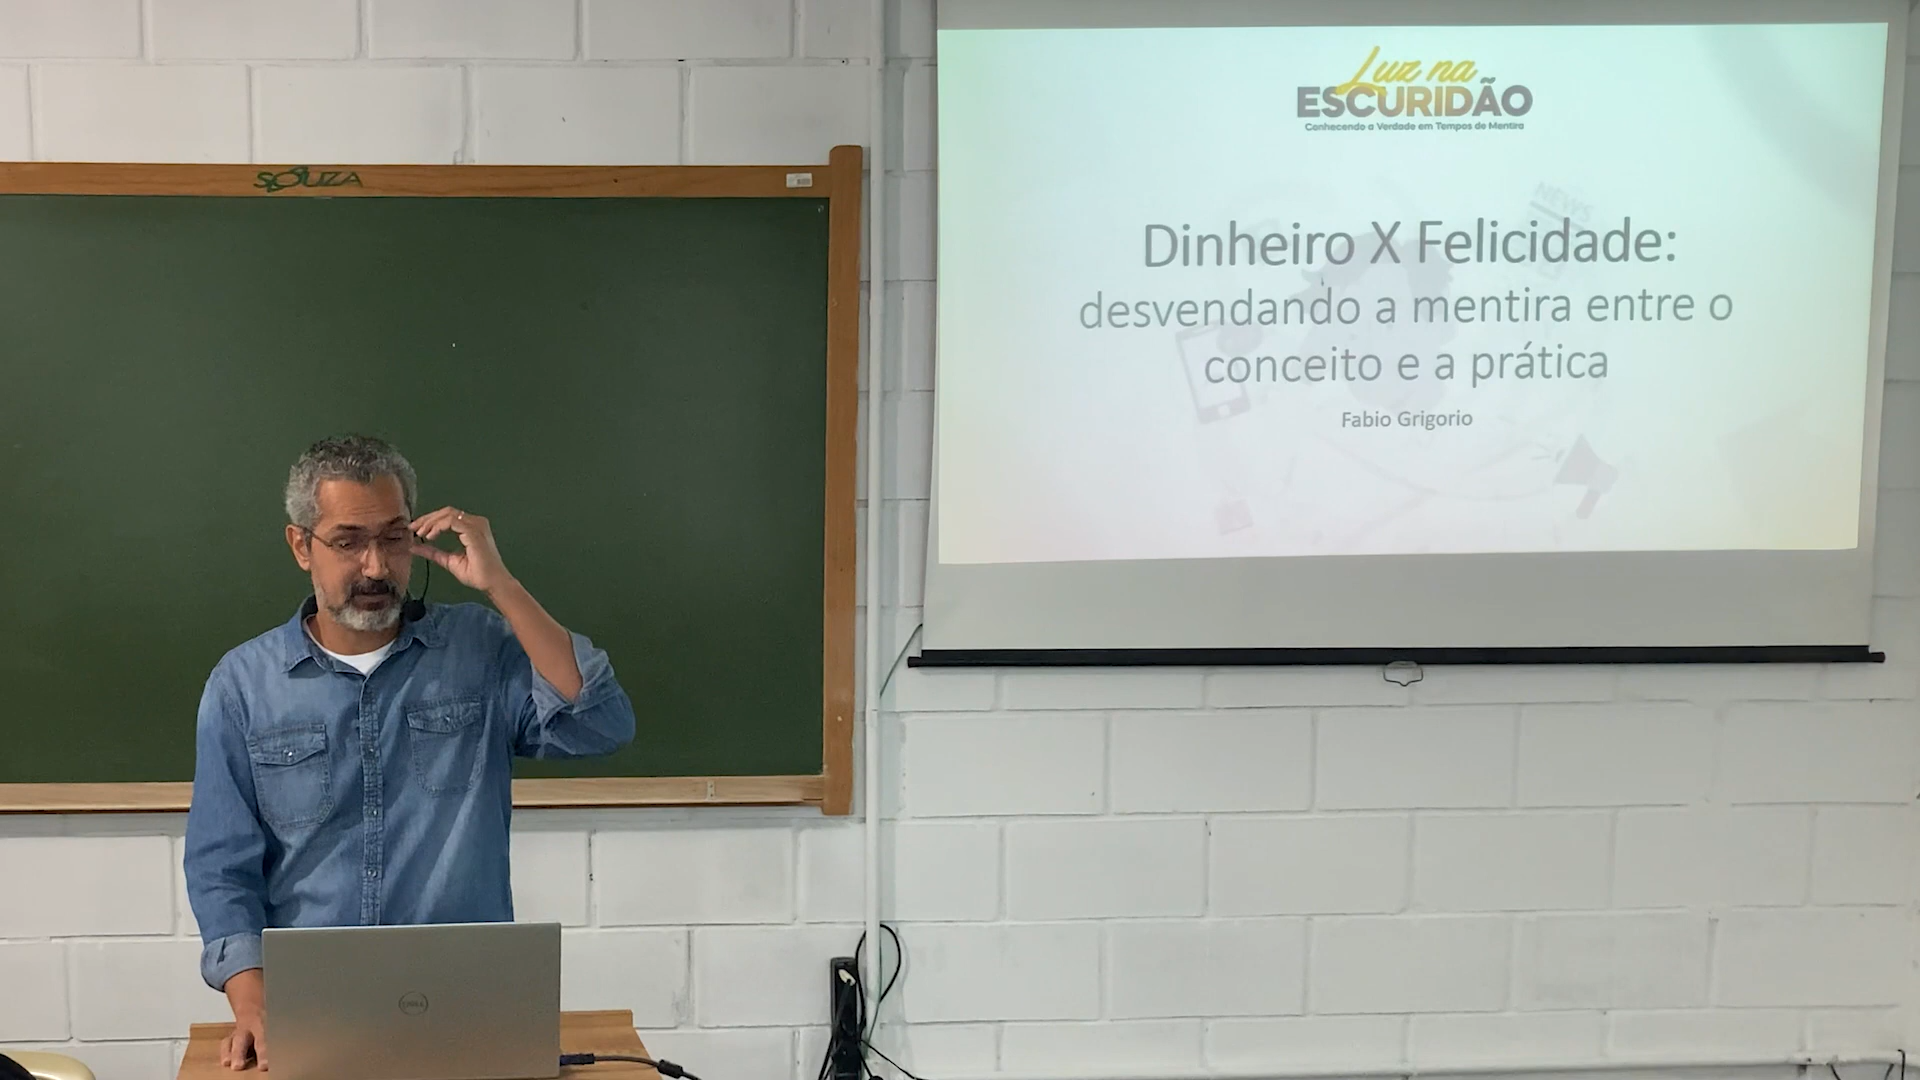 SOUZA
Luz na
ESCURIDÃO
Conhecendo a Verdade em Tempos de Mentira
NEWS
Dinheiro X Felicidade:
desvendando a mentira entre o
conceito e a prática
Fabio Grigorio
DELL